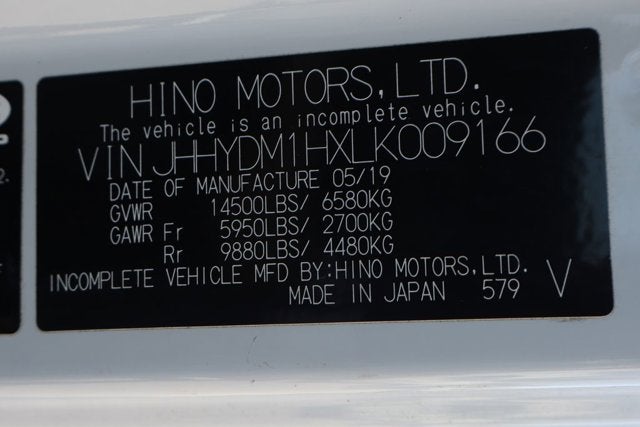 HINO MOTORS, LTD.
The vehicle is an incomplete vehicle.
VIN JHHYDM1HXLK009166
DATE OF MANUFACTURE 05/19
GVWR 14500LBS/ 6580KG
GAWR Fr 5950LBS/ 2700KG
Rr 9880LBS/ 4480KG
INCOMPLETE VEHICLE MFD BY:HINO MOTORS,LTD.
MADE IN JAPAN 579 V